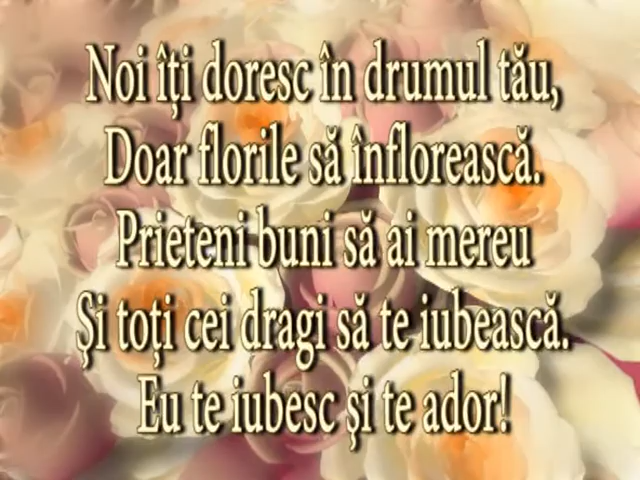 Noi îți doresc în drumul tău,
Doar florile să înflorească.
Prieteni buni să ai mereu
Și toți cei dragi să te iubească.
Eu te iubesc și te ador!